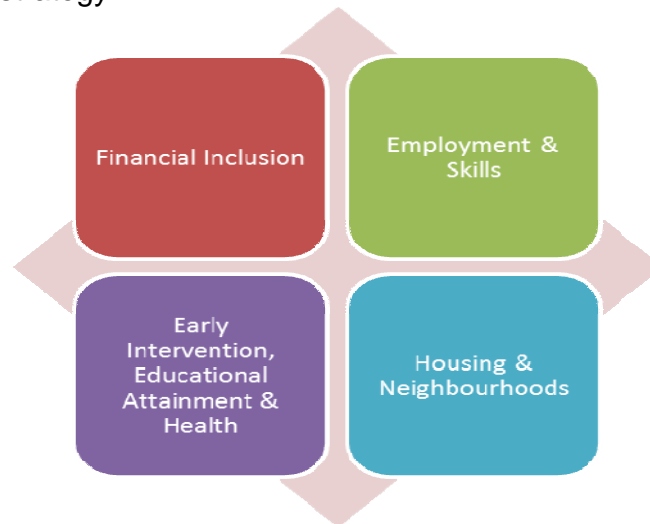 Financial Inclusion
Employment &
Skills
Early
Intervention,
Educational
Attainment &
Health
Housing &
Neighbourhoods